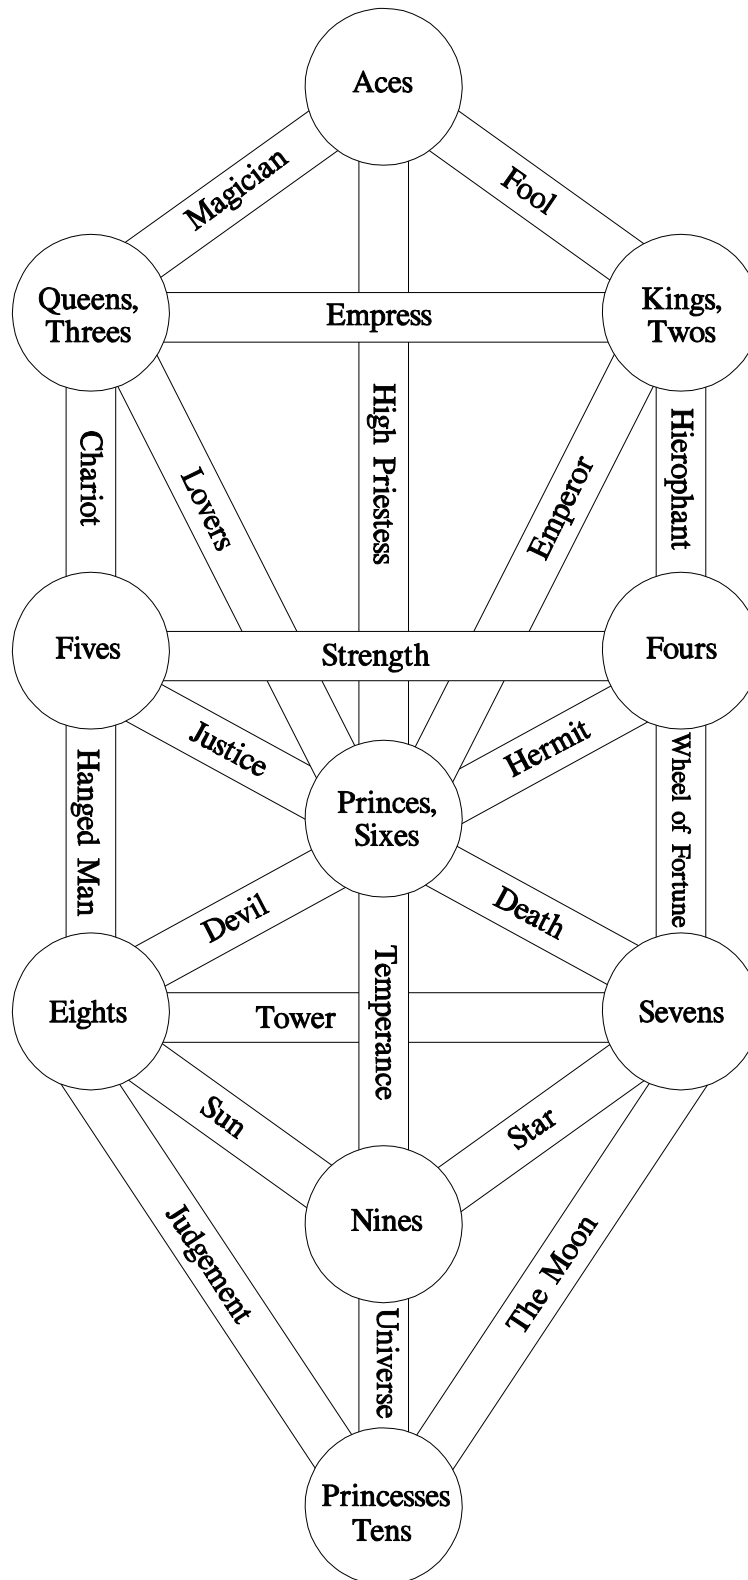 Aces
Magician
Fool
Queens,
Threes
Empress
Kings,
Twos
Chariot
Lovers
High Priestess
Emperor
Hierophant
Fives
Strength
Fours
Justice
Hermit
Hanged Man
Princes,
Sixes
Wheel of Fortune
Devil
Death
Temperance
Eights
Tower
Sevens
Sun
Star
Nines
Judgement
The Moon
Universe
Princesses
Tens